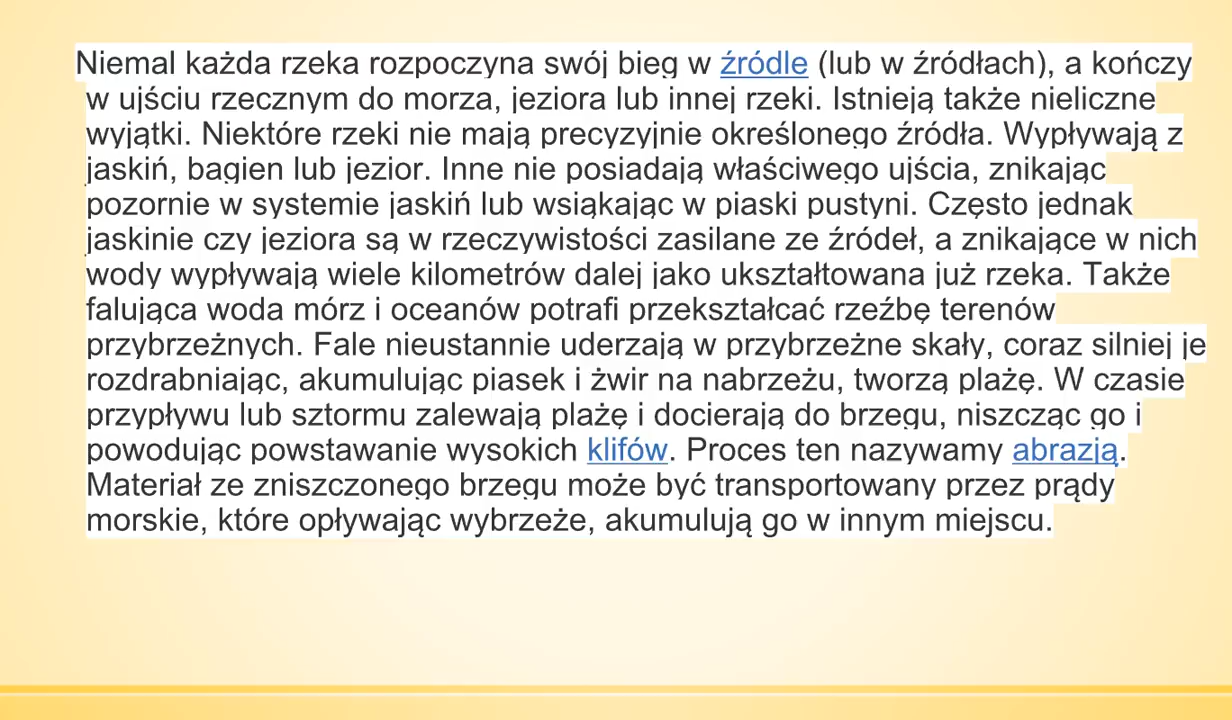 Niemal każda rzeka rozpoczyna swój bieg w źródle (lub w źródłach), a kończy
w ujściu rzecznym do morza, jeziora lub innej rzeki. Istnieją także nieliczne
wyjątki. Niektóre rzeki nie mają precyzyjnie określonego źródła. Wypływają z
jaskiń, bagien lub jezior. Inne nie posiadają właściwego ujścia, znikając
pozornie w systemie jaskiń lub wsiąkając w piaski pustyni. Często jednak
jaskinie czy jeziora są w rzeczywistości zasilane ze źródeł, a znikające w nich
wody wypływają wiele kilometrów dalej jako ukształtowana już rzeka. Także
falująca woda mórz i oceanów potrafi przekształcać rzeźbę terenów
przybrzeżnych. Fale nieustannie uderzają w przybrzeżne skały, coraz silniej je
rozdrabniając, akumulując piasek i żwir na nabrzeżu, tworzą plażę. W czasie
przypływu lub sztormu zalewają plażę i docierają do brzegu, niszcząc go i
powodując powstawanie wysokich klifów. Proces ten nazywamy abrazją.
Materiał ze zniszczonego brzegu może być transportowany przez prądy
morskie, które opływając wybrzeże, akumulują go w innym miejscu.